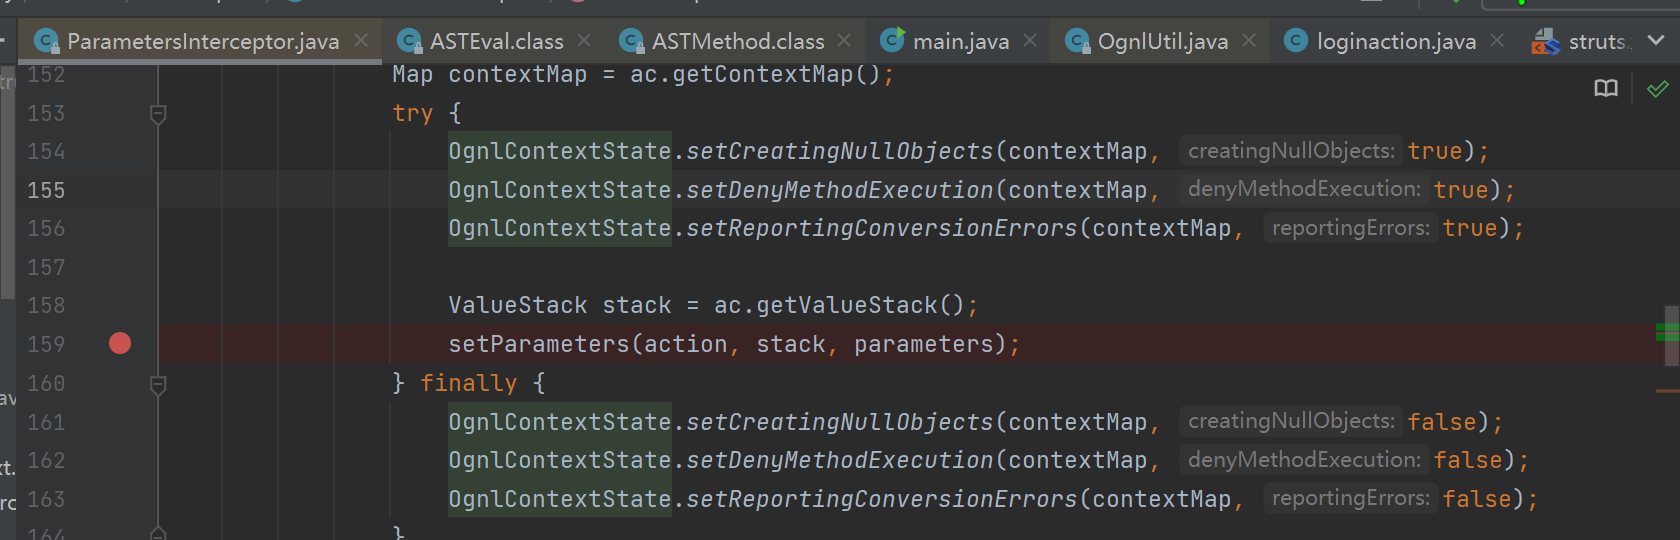 ParametersInterceptor.java ASTEval.class ASTMethod.class main.java OgnlUtil.java loginaction.java struts
152 Map contextMap = ac.getContextMap();
153 try {
154 OgnlContextState.setCreatingNullObjects(contextMap, creatingNullObjects: true);
155 OgnlContextState.setDenyMethodExecution(contextMap, denyMethodExecution: true);
156 OgnlContextState.setReportingConversionErrors(contextMap, reportingErrors: true);
157
158 ValueStack stack = ac.getValueStack();
159 setParameters(action, stack, parameters);
160 } finally {
161 OgnlContextState.setCreatingNullObjects(contextMap, creatingNullObjects: false);
162 OgnlContextState.setDenyMethodExecution(contextMap, denyMethodExecution: false);
163 OgnlContextState.setReportingConversionErrors(contextMap, reportingErrors: false);
164 }